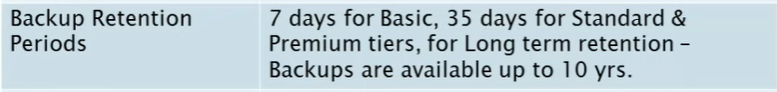 Backup Retention
Periods
7 days for Basic, 35 days for Standard &
Premium tiers, for Long term retention –
Backups are available up to 10 yrs.